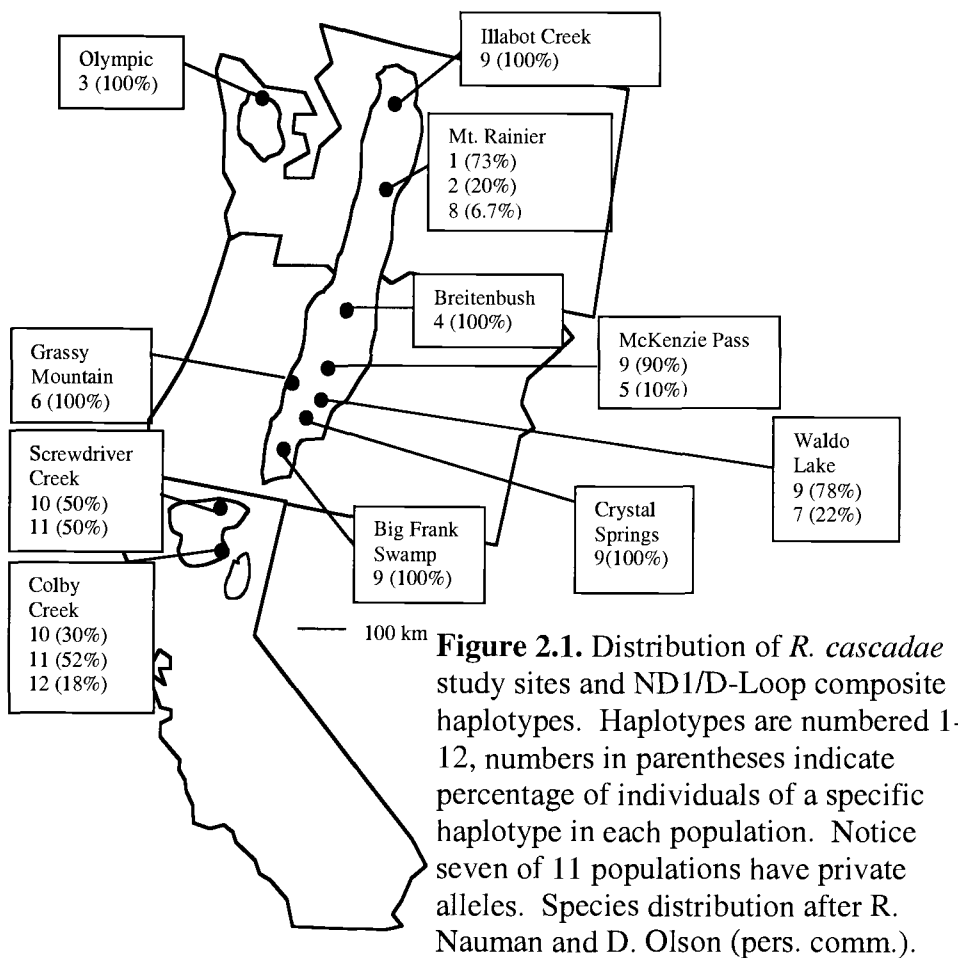 Olympic
3 (100%)
Illabot Creek
9 (100%)
Mt. Rainier
1 (73%)
2 (20%)
8 (6.7%)
Breitenbush
4 (100%)
McKenzie Pass
9 (90%)
5 (10%)
Grassy
Mountain
6 (100%)
Screwdriver
Creek
10 (50%)
11 (50%)
Waldo
Lake
9 (78%)
7 (22%)
Crystal
Springs
9(100%)
Big Frank
Swamp
9 (100%)
Colby
Creek
10 (30%)
11 (52%)
12 (18%)
100 km
Figure 2.1. Distribution of R. cascadae
study sites and ND1/D-Loop composite
haplotypes. Haplotypes are numbered 1-
12, numbers in parentheses indicate
percentage of individuals of a specific
haplotype in each population. Notice
seven of 11 populations have private
alleles. Species distribution after R.
Nauman and D. Olson (pers. comm.).